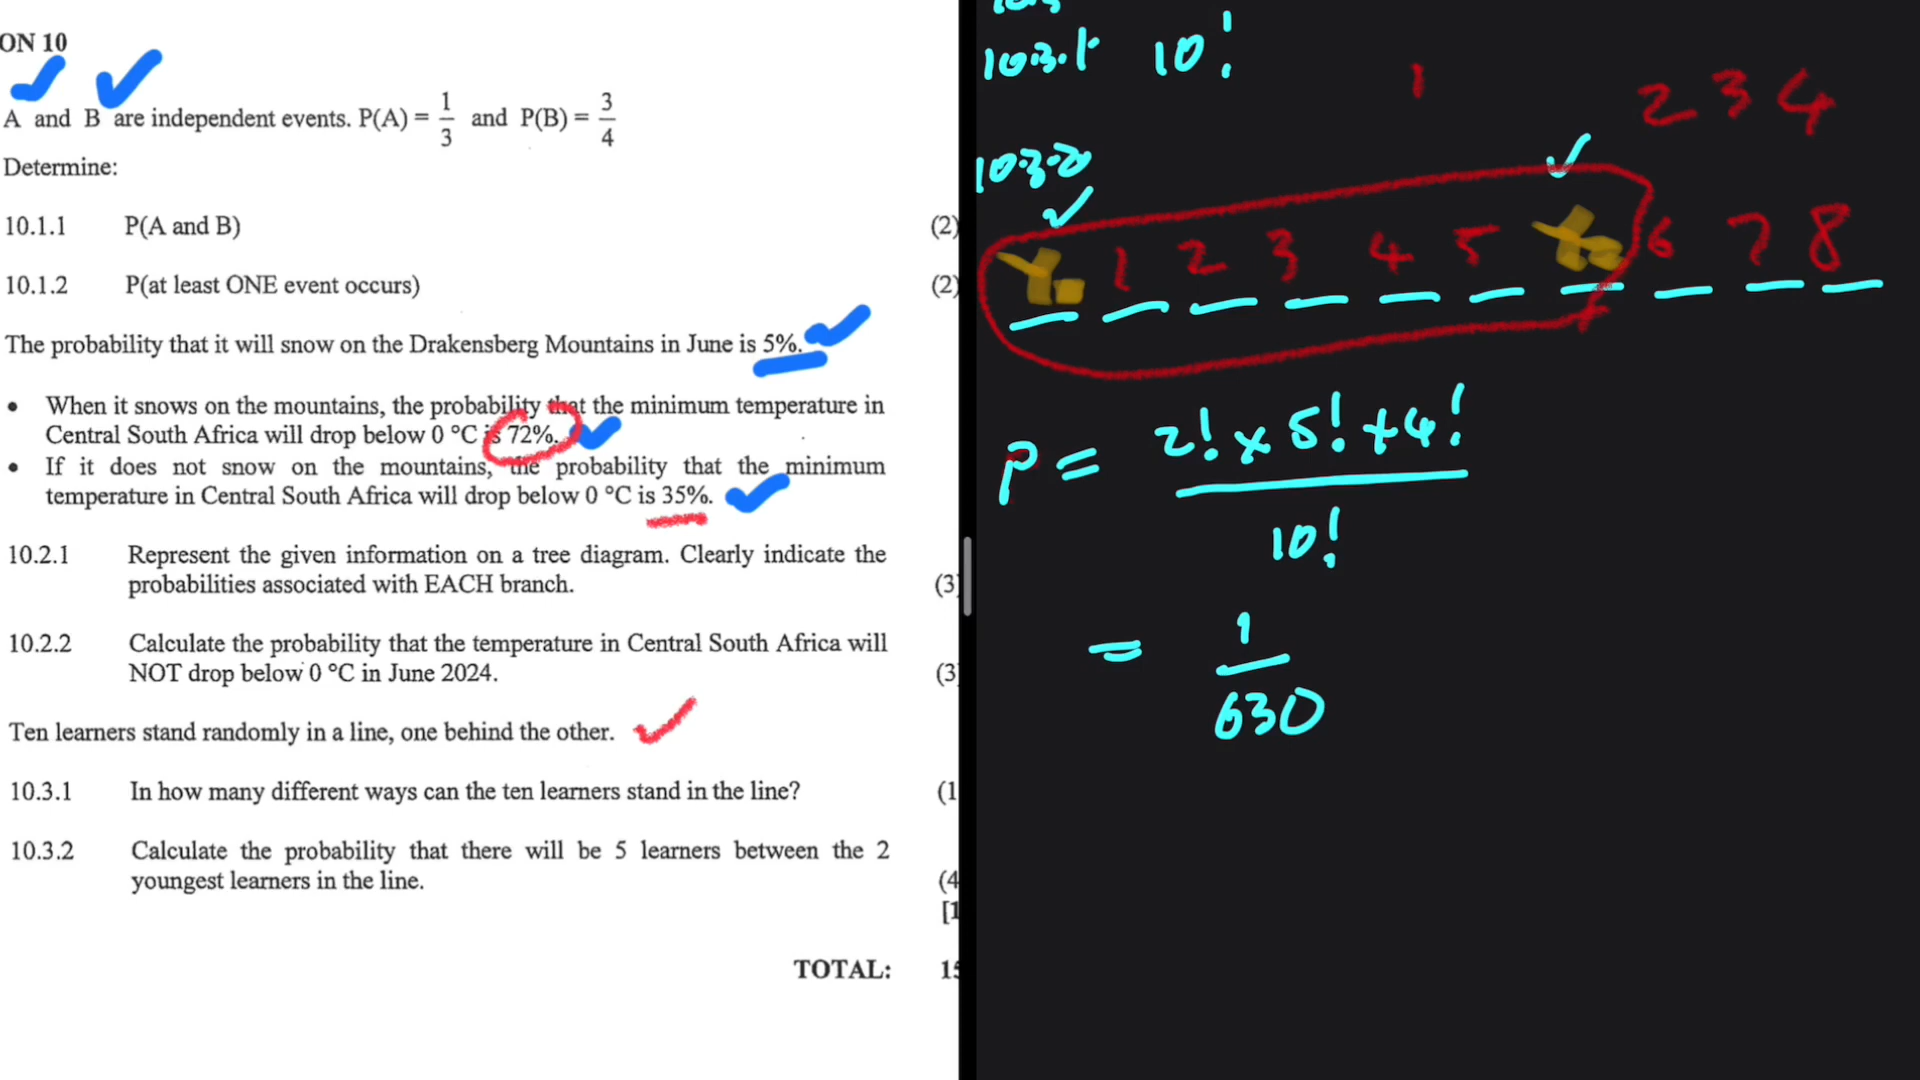 ON 10
A and B are independent events. P(A) = 1/3 and P(B) = 3/4
Determine:
10.1.1 P(A and B) (2)
10.1.2 P(at least ONE event occurs) (2)
The probability that it will snow on the Drakensberg Mountains in June is 5%.
• When it snows on the mountains, the probability that the minimum temperature in
Central South Africa will drop below 0 °C is 72%.
• If it does not snow on the mountains, the probability that the minimum
temperature in Central South Africa will drop below 0 °C is 35%.
10.2.1 Represent the given information on a tree diagram. Clearly indicate the
probabilities associated with EACH branch. (3)
10.2.2 Calculate the probability that the temperature in Central South Africa will
NOT drop below 0 °C in June 2024. (3
Ten learners stand randomly in a line, one behind the other.
10.3.1 In how many different ways can the ten learners stand in the line? (1
10.3.2 Calculate the probability that there will be 5 learners between the 2
youngest learners in the line. (4
[1
TOTAL: 15
10.3.1 10!
1 2 3 4
10.3.2
Y 1 2 3 4 5 Y2 6 7 8
P = 2! × 5! × 4! / 10!
= 1/630